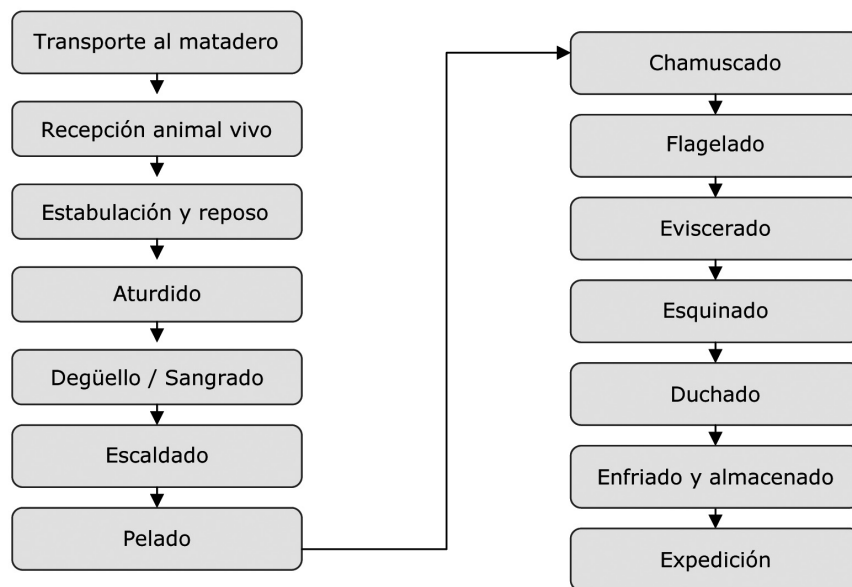 Transporte al matadero
Recepción animal vivo
Estabulación y reposo
Aturdido
Degüello / Sangrado
Escaldado
Pelado
Chamuscado
Flagelado
Eviscerado
Esquinado
Duchado
Enfriado y almacenado
Expedición